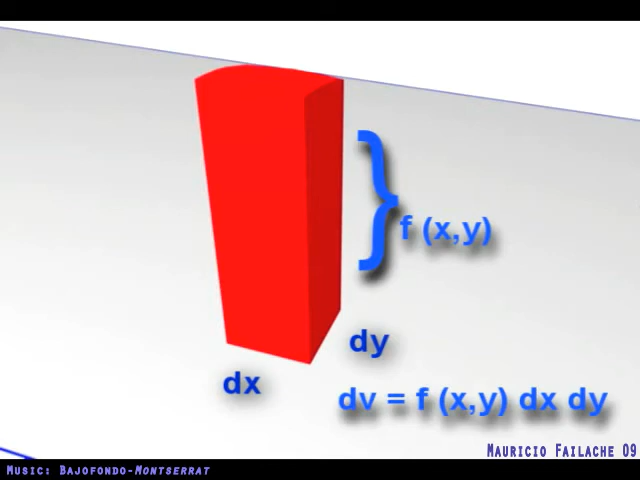 }
f (x,y)
dy
dx
dv = f (x,y) dx dy
Mauricio Failache 09
Music: Bajofondo-Montserrat